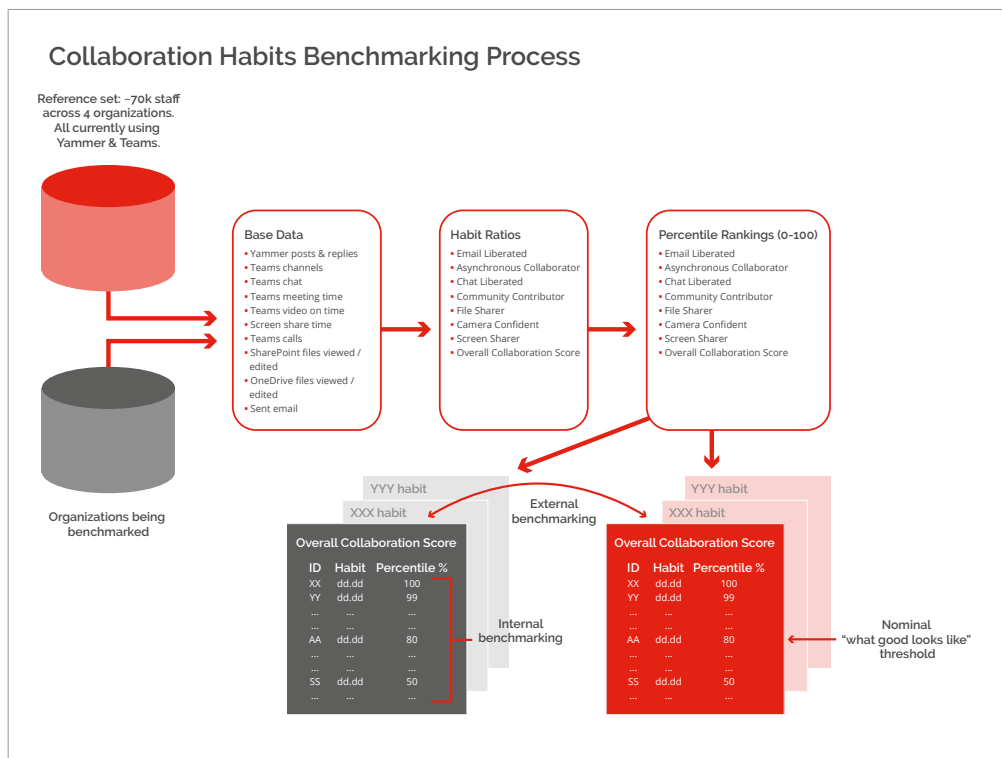 Collaboration Habits Benchmarking Process
Reference set: ~70k staff
across 4 organizations.
All currently using
Yammer & Teams.
Organizations being
benchmarked
Base Data
• Yammer posts & replies
• Teams channels
• Teams chat
• Teams meeting time
• Teams video on time
• Screen share time
• Teams calls
• SharePoint files viewed /
edited
• OneDrive files viewed /
edited
• Sent email
Habit Ratios
• Email Liberated
• Asynchronous Collaborator
• Chat Liberated
• Community Contributor
• File Sharer
• Camera Confident
• Screen Sharer
• Overall Collaboration Score
Percentile Rankings (0-100)
• Email Liberated
• Asynchronous Collaborator
• Chat Liberated
• Community Contributor
• File Sharer
• Camera Confident
• Screen Sharer
• Overall Collaboration Score
YYY habit
XXX habit
Overall Collaboration Score
ID Habit Percentile %
XX dd.dd 100
YY dd.dd 99
... ... ...
... ... ...
AA dd.dd 80
... ... ...
... ... ...
SS dd.dd 50
... ... ...
Internal
benchmarking
External
benchmarking
YYY habit
XXX habit
Overall Collaboration Score
ID Habit Percentile %
XX dd.dd 100
YY dd.dd 99
... ... ...
... ... ...
AA dd.dd 80
... ... ...
... ... ...
SS dd.dd 50
... ... ...
Nominal
“what good looks like”
threshold